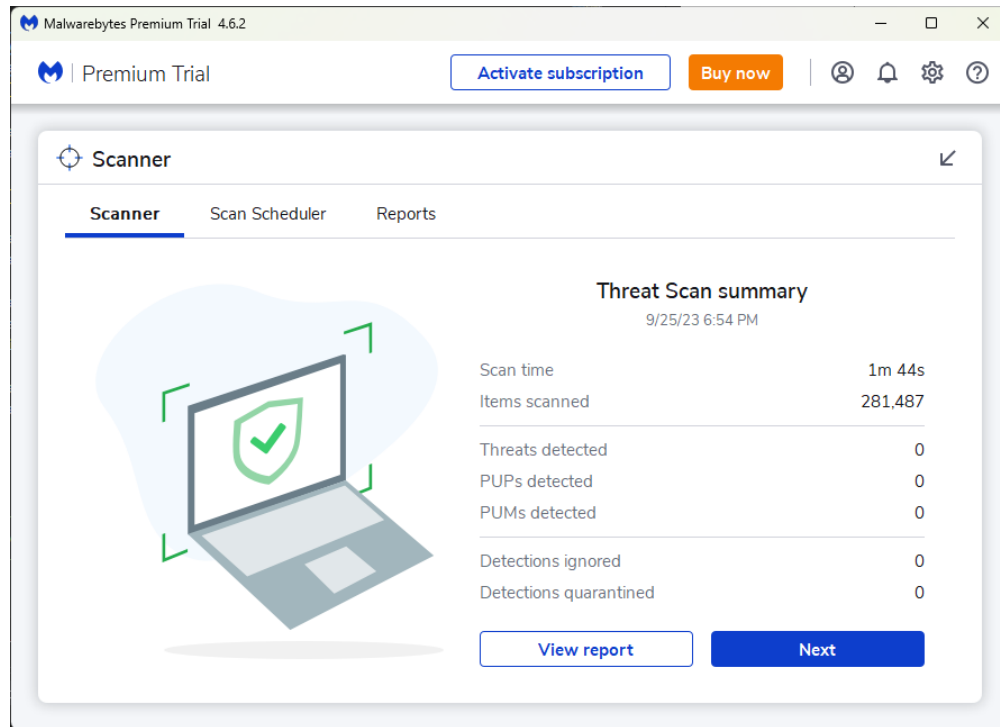 Malwarebytes Premium Trial 4.6.2
Premium Trial
Activate subscription
Buy now
Scanner
Scanner
Scan Scheduler
Reports
Threat Scan summary
9/25/23 6:54 PM
Scan time 1m 44s
Items scanned 281,487
Threats detected 0
PUPs detected 0
PUMs detected 0
Detections ignored 0
Detections quarantined 0
View report
Next